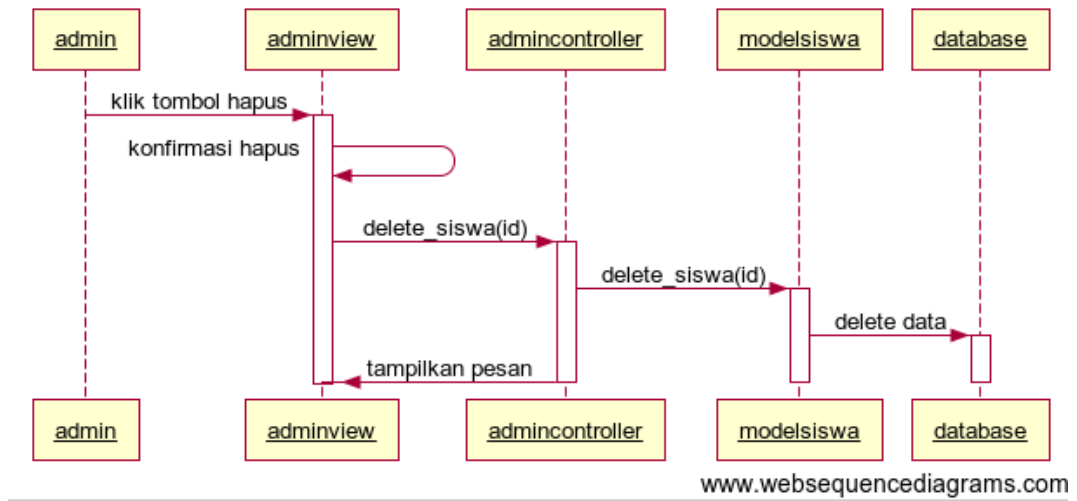 admin
adminview
admincontroller
modelsiswa
database
klik tombol hapus
konfirmasi hapus
delete_siswa(id)
delete_siswa(id)
delete data
tampilkan pesan
admin
adminview
admincontroller
modelsiswa
database
www.websequencediagrams.com